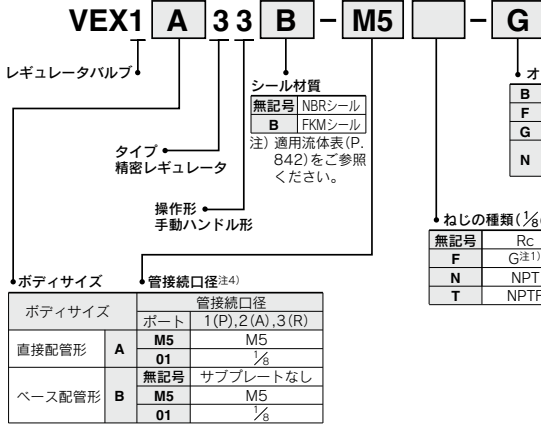 VEX1 A 3 3 B - M5 - G
レギュレータバルブ
シール材質
無記号 NBRシール
B FKMシール
注) 適用流体表(P.
842)をご参照
ください。
オ
B
F
G
N
タイプ
精密レギュレータ
操作形
手動ハンドル形
ねじの種類(1/8
無記号 Rc
F G注1)
N NPT
T NPTF
ボディサイズ
管接続口径注4)
ボディサイズ 管接続口径
ポート 1(P),2(A),3(R)
直接配管形 A M5 M5
01 1/8
ベース配管形 B 無記号 サブプレートなし
M5 M5
01 1/8